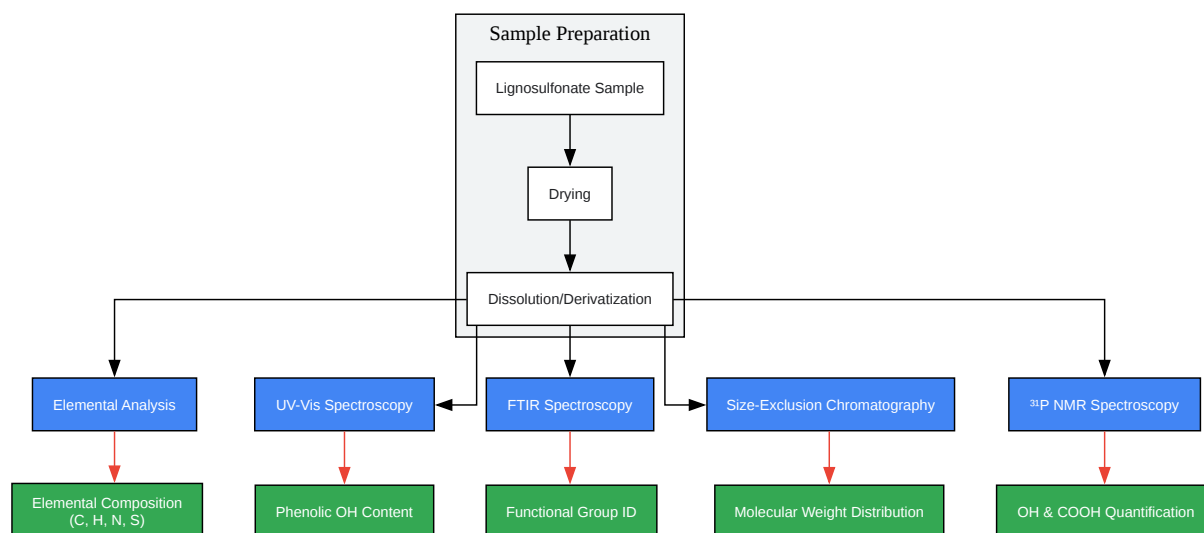 Sample Preparation
Lignosulfonate Sample
Drying
Dissolution/Derivatization
Elemental Analysis
UV-Vis Spectroscopy
FTIR Spectroscopy
Size-Exclusion Chromatography
³¹P NMR Spectroscopy
Elemental Composition
(C, H, N, S)
Phenolic OH Content
Functional Group ID
Molecular Weight Distribution
OH & COOH Quantification